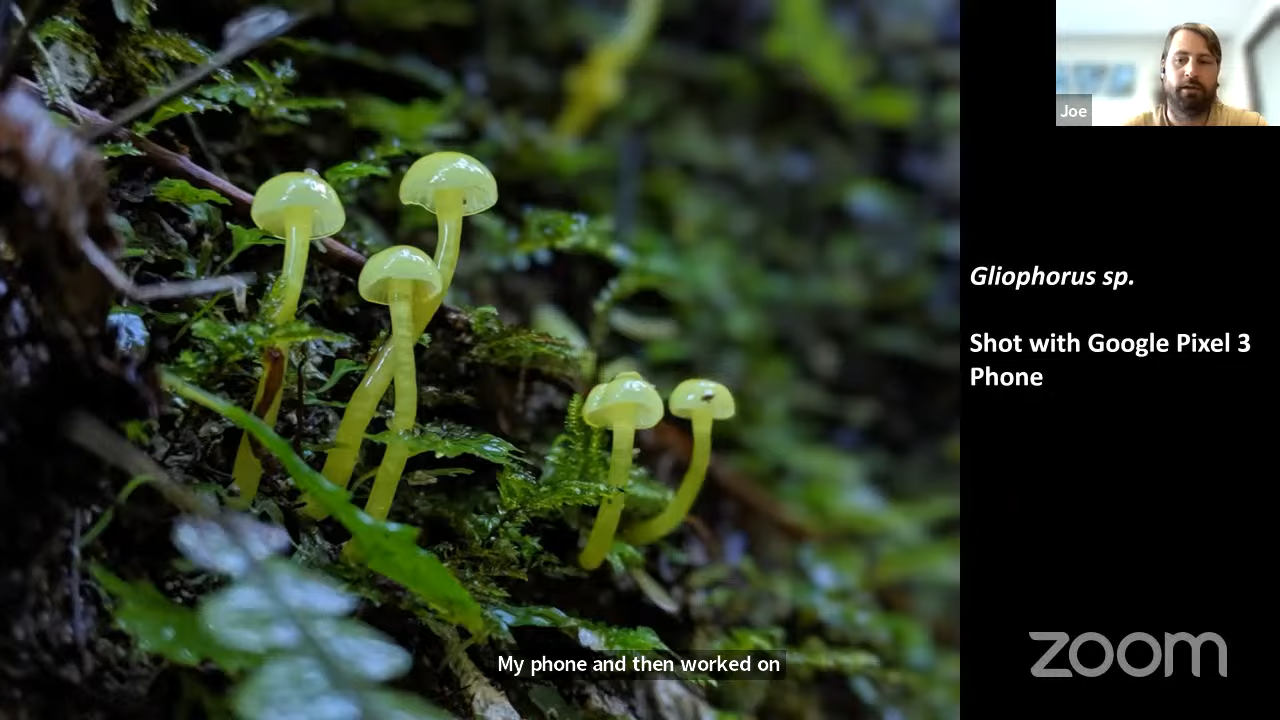 Joe
Gliophorus sp.
Shot with Google Pixel 3
Phone
My phone and then worked on
zoom